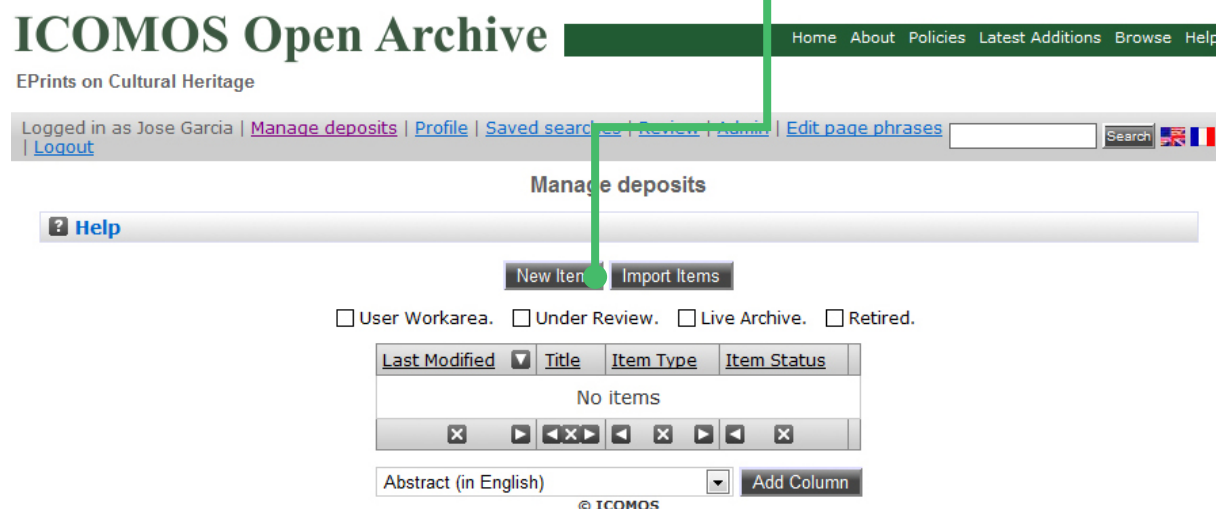 ICOMOS Open Archive
Home About Policies Latest Additions Browse Help
EPrints on Cultural Heritage
Logged in as Jose Garcia | Manage deposits | Profile | Saved searches | Review | Admin | Edit page phrases
Search
| Logout
Manage deposits
? Help
New Item Import Items
User Workarea. Under Review. Live Archive. Retired.
Last Modified Title Item Type Item Status
No items
Abstract (in English) Add Column
© ICOMOS